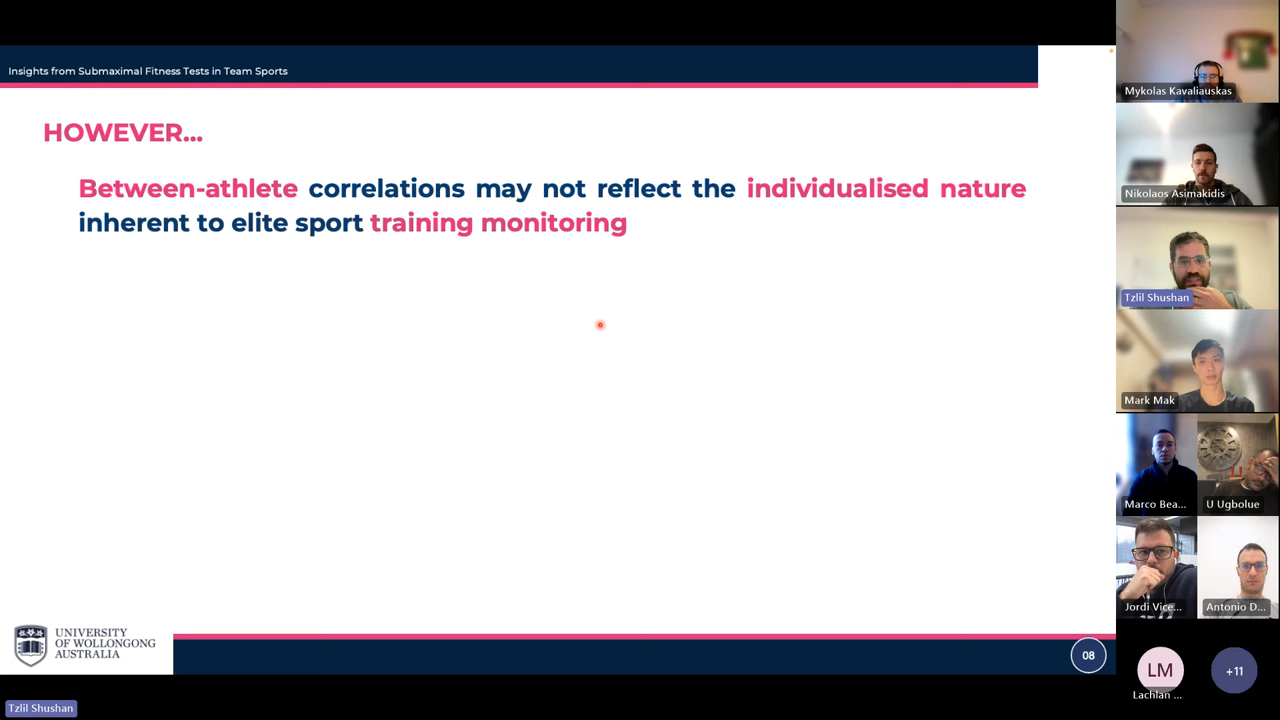 Insights from Submaximal Fitness Tests in Team Sports
HOWEVER...
Between-athlete correlations may not reflect the individualised nature
inherent to elite sport training monitoring
UNIVERSITY
OF WOLLONGONG
AUSTRALIA
08
Tzlil Shushan
Mykolas Kavaliauskas
Nikolaos Asimakidis
Tzlil Shushan
Mark Mak
Marco Bea...
U Ugbolue
Jordi Vice...
Antonio D...
LM
Lachlan ...
+11